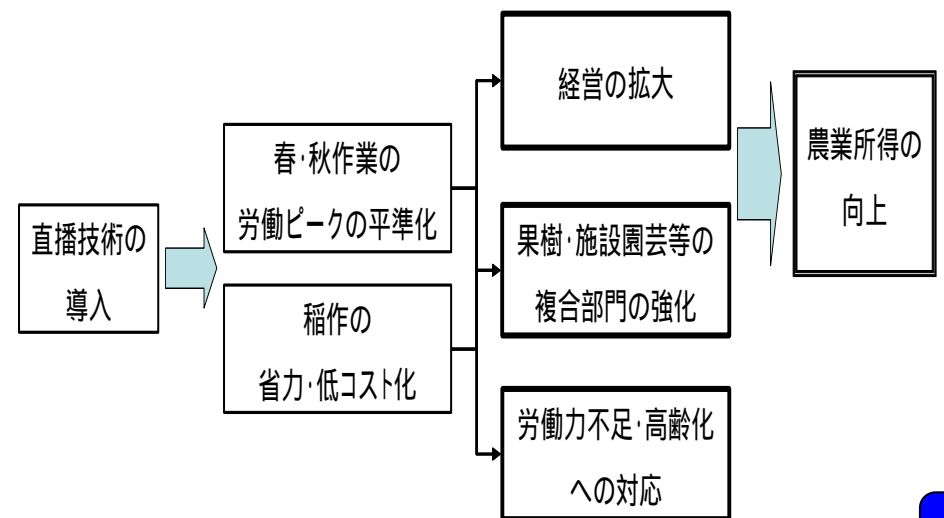 直播技術の
導入
春・秋作業の
労働ピークの平準化
稲作の
省力・低コスト化
経営の拡大
果樹・施設園芸等の
複合部門の強化
労働力不足・高齢化
への対応
農業所得の
向上